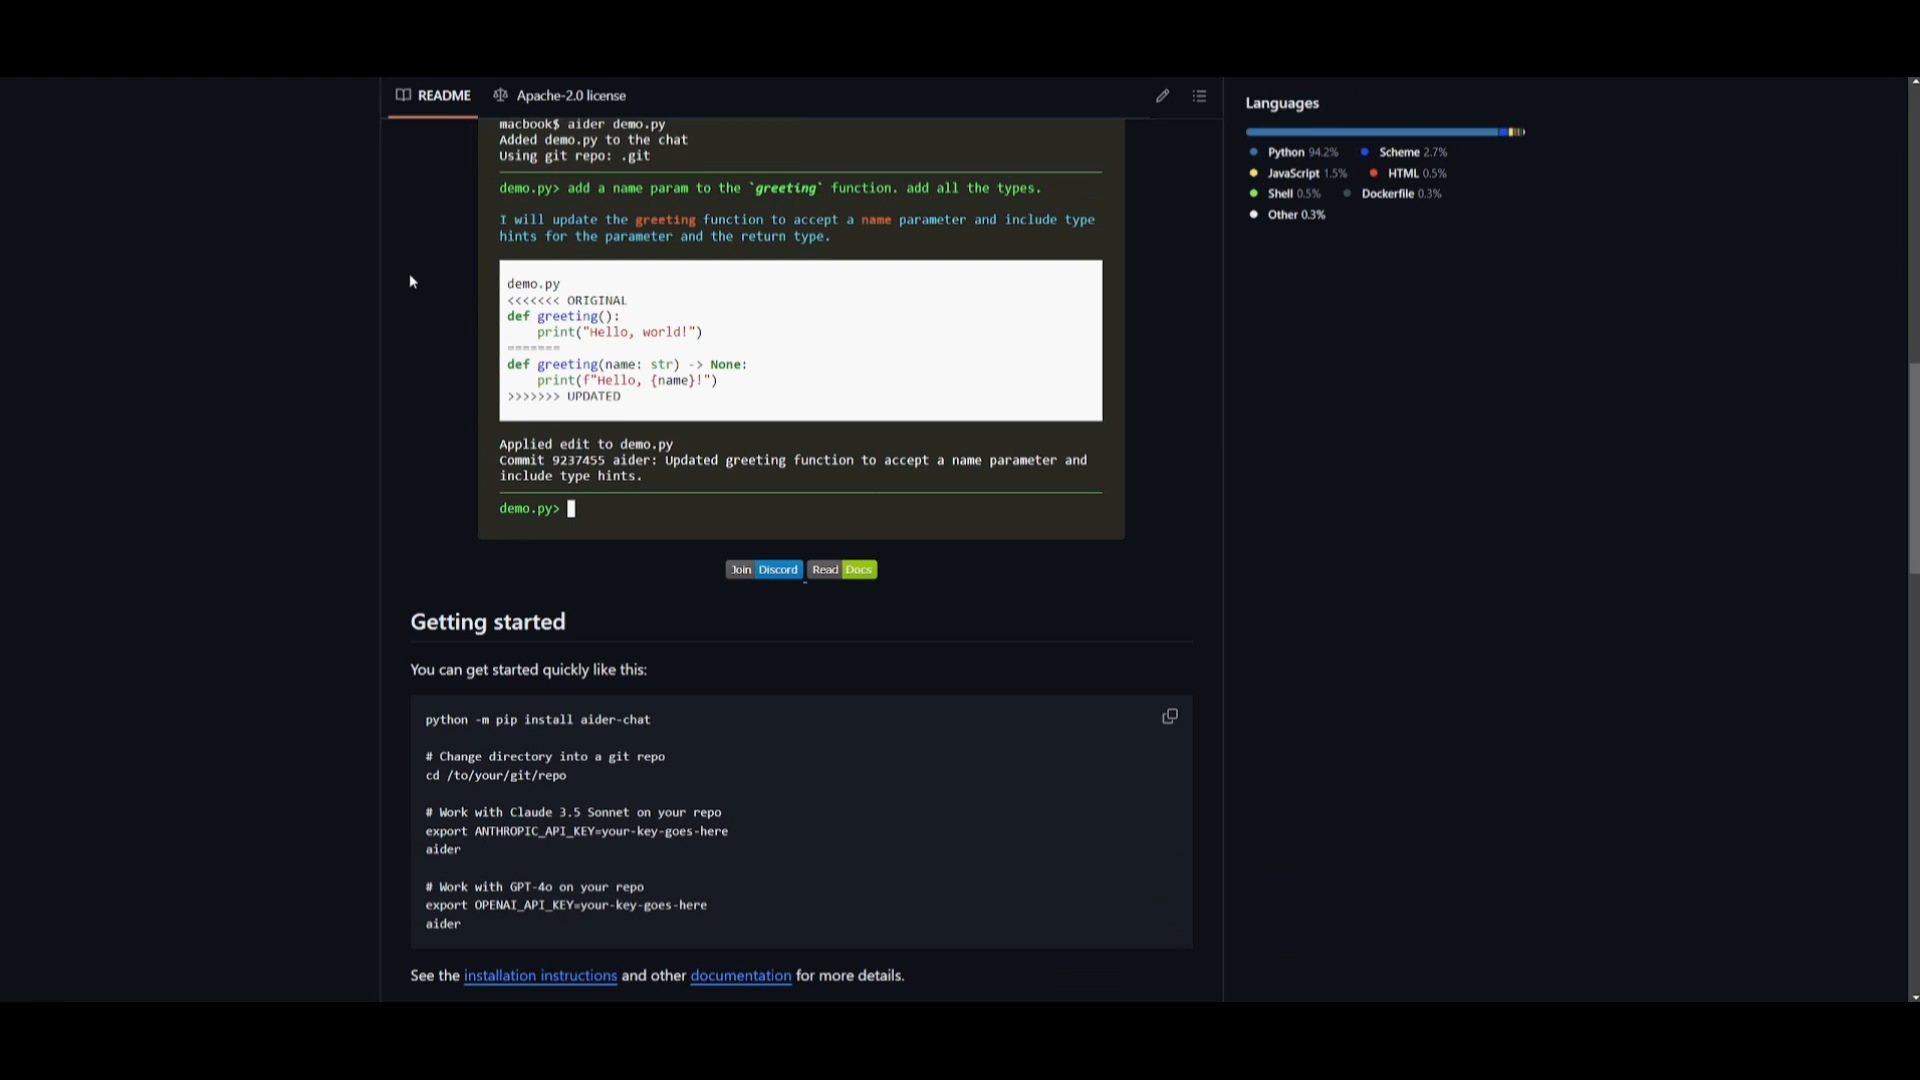 README
Apache-2.0 license
macbook$ aider demo.py
Added demo.py to the chat
Using git repo: .git
demo.py> add a name param to the `greeting` function. add all the types.
I will update the greeting function to accept a name parameter and include type
hints for the parameter and the return type.
demo.py
<<<<<<< ORIGINAL
def greeting():
    print("Hello, world!")
=======
def greeting(name: str) -> None:
    print(f"Hello, {name}!")
>>>>>>> UPDATED
Applied edit to demo.py
Commit 9237455 aider: Updated greeting function to accept a name parameter and
include type hints.
demo.py>
Join Discord Read Docs
Getting started
You can get started quickly like this:
python -m pip install aider-chat
# Change directory into a git repo
cd /to/your/git/repo
# Work with Claude 3.5 Sonnet on your repo
export ANTHROPIC_API_KEY=your-key-goes-here
aider
# Work with GPT-4o on your repo
export OPENAI_API_KEY=your-key-goes-here
aider
See the installation instructions and other documentation for more details.
Languages
Python 94.2% Scheme 2.7%
JavaScript 1.5% HTML 0.5%
Shell 0.5% Dockerfile 0.3%
Other 0.3%